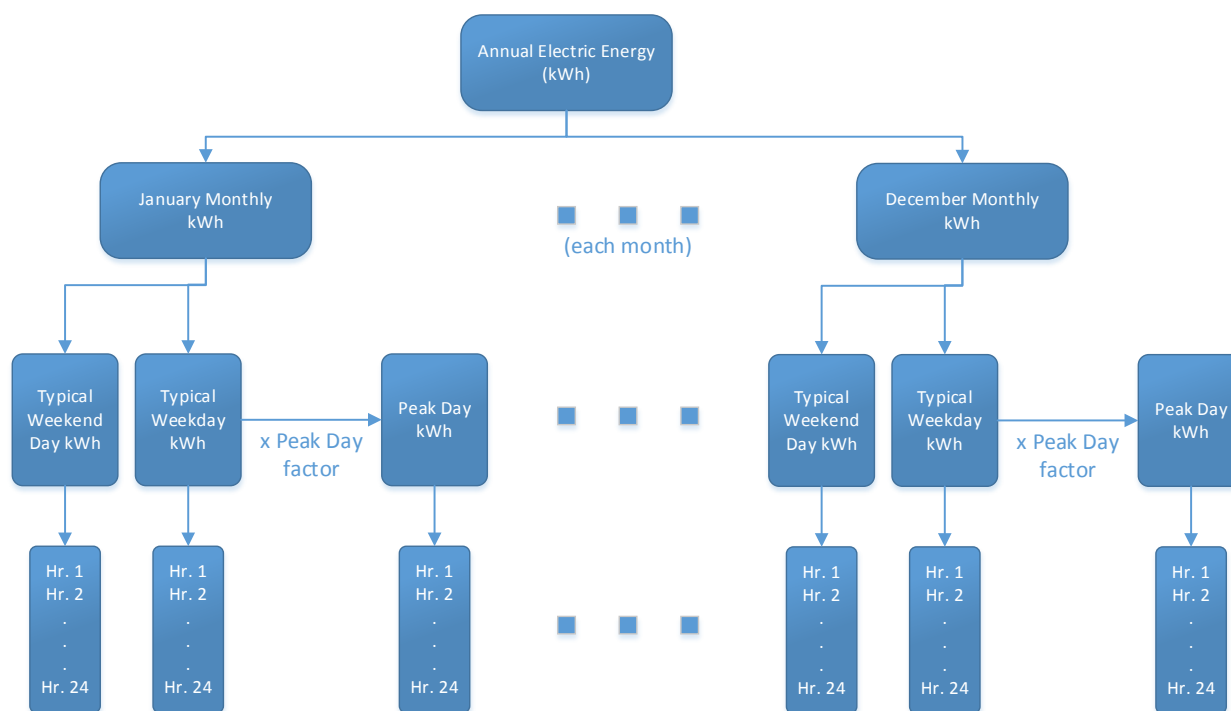 Annual Electric Energy
(kWh)
January Monthly
kWh
December Monthly
kWh
(each month)
Typical
Weekend
Day kWh
Typical
Weekday
kWh
x Peak Day
factor
Peak Day
kWh
Typical
Weekend
Day kWh
Typical
Weekday
kWh
x Peak Day
factor
Peak Day
kWh
Hr. 1
Hr. 2
.
.
.
Hr. 24
Hr. 1
Hr. 2
.
.
.
Hr. 24
Hr. 1
Hr. 2
.
.
.
Hr. 24
Hr. 1
Hr. 2
.
.
.
Hr. 24
Hr. 1
Hr. 2
.
.
.
Hr. 24
Hr. 1
Hr. 2
.
.
.
Hr. 24